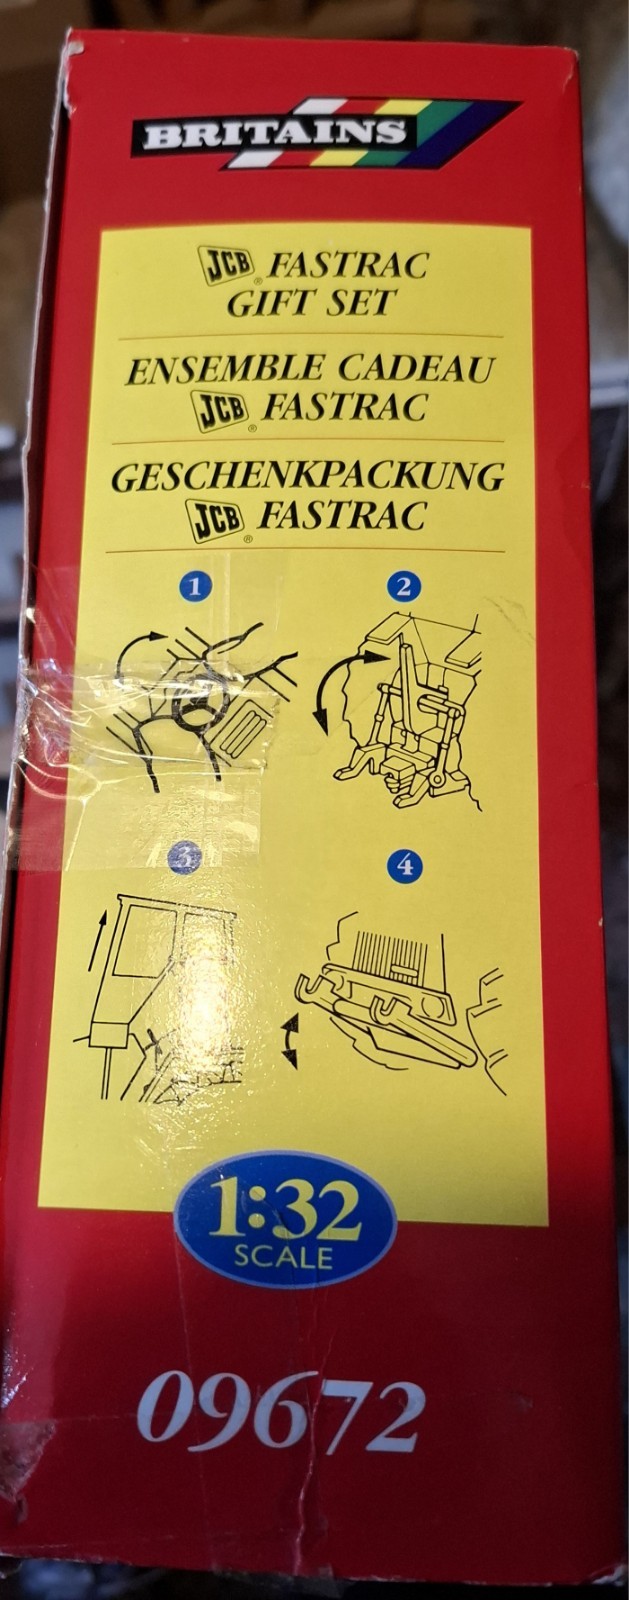 BRITAINS
JCB® FASTRAC
GIFT SET
ENSEMBLE CADEAU
JCB® FASTRAC
GESCHENKPACKUNG
JCB® FASTRAC
1 2
3 4
1:32
SCALE
09672